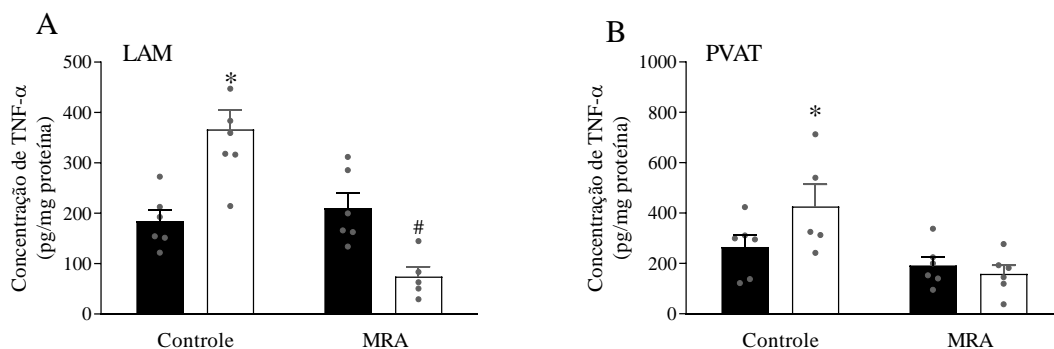 A
LAM
Concentração de TNF-α
(pg/mg proteína)
500
400
300
200
100
0
*
#
Controle
MRA
B
PVAT
Concentração de TNF-α
(pg/mg proteína)
1000
800
600
400
200
0
*
Controle
MRA